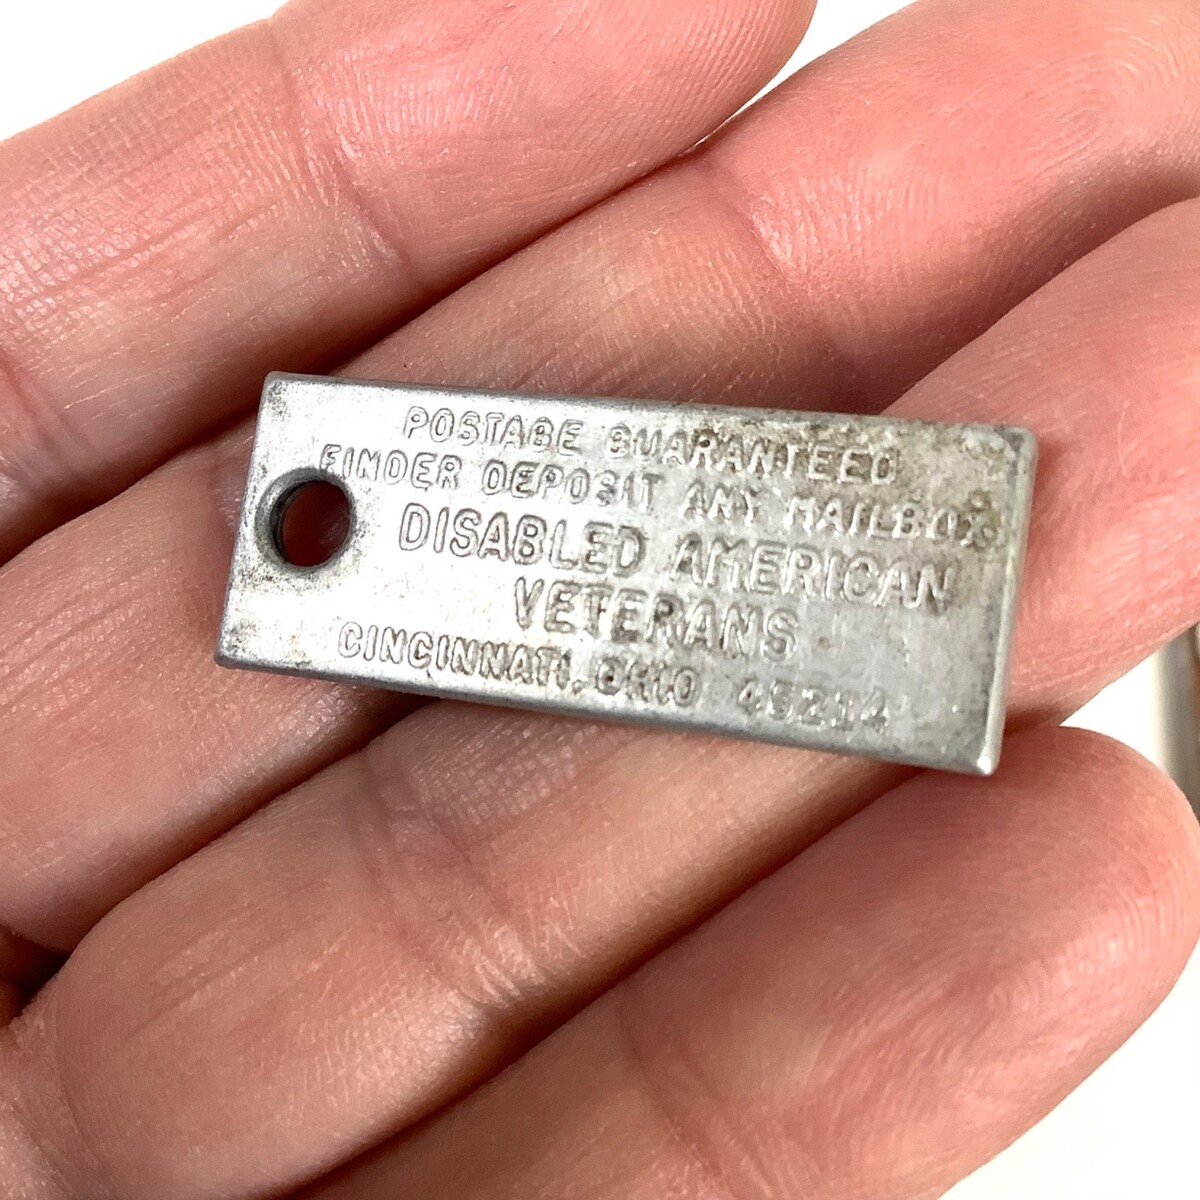 POSTAGE GUARANTEED
FINDER DEPOSIT ANY MAILBOX
DISABLED AMERICAN
VETERANS
CINCINNATI, OHIO 45214